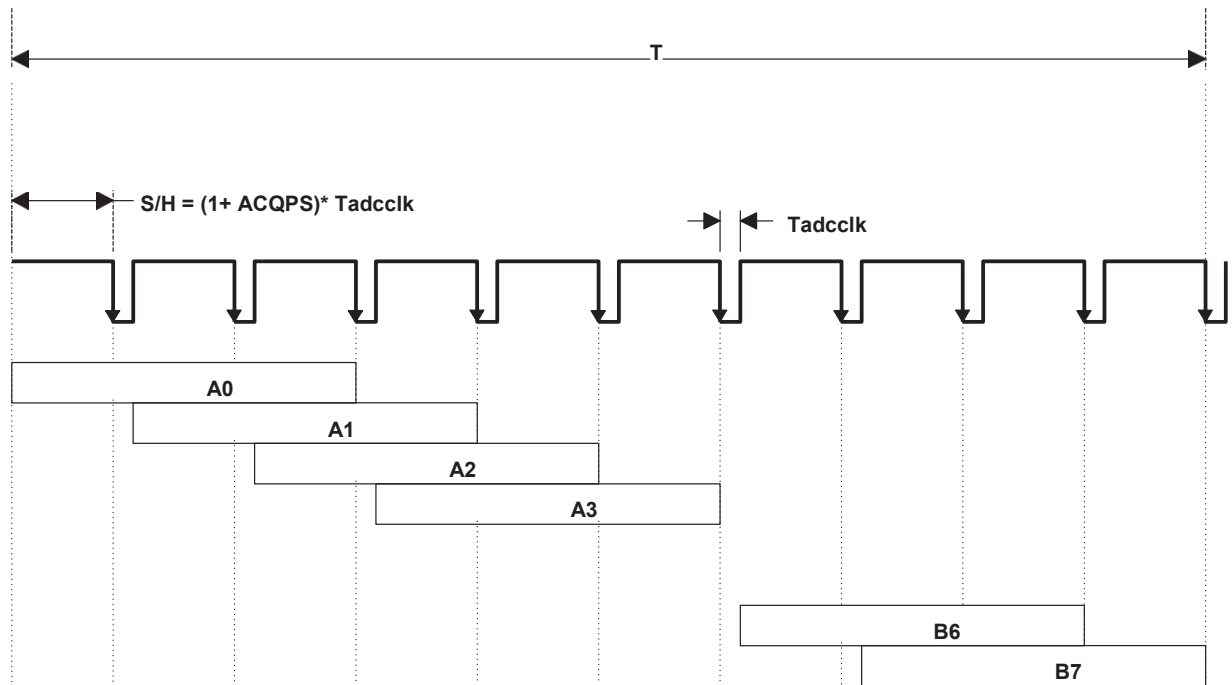 T
S/H = (1+ ACQPS)* Tadcclk
Tadcclk
A0
A1
A2
A3
B6
B7